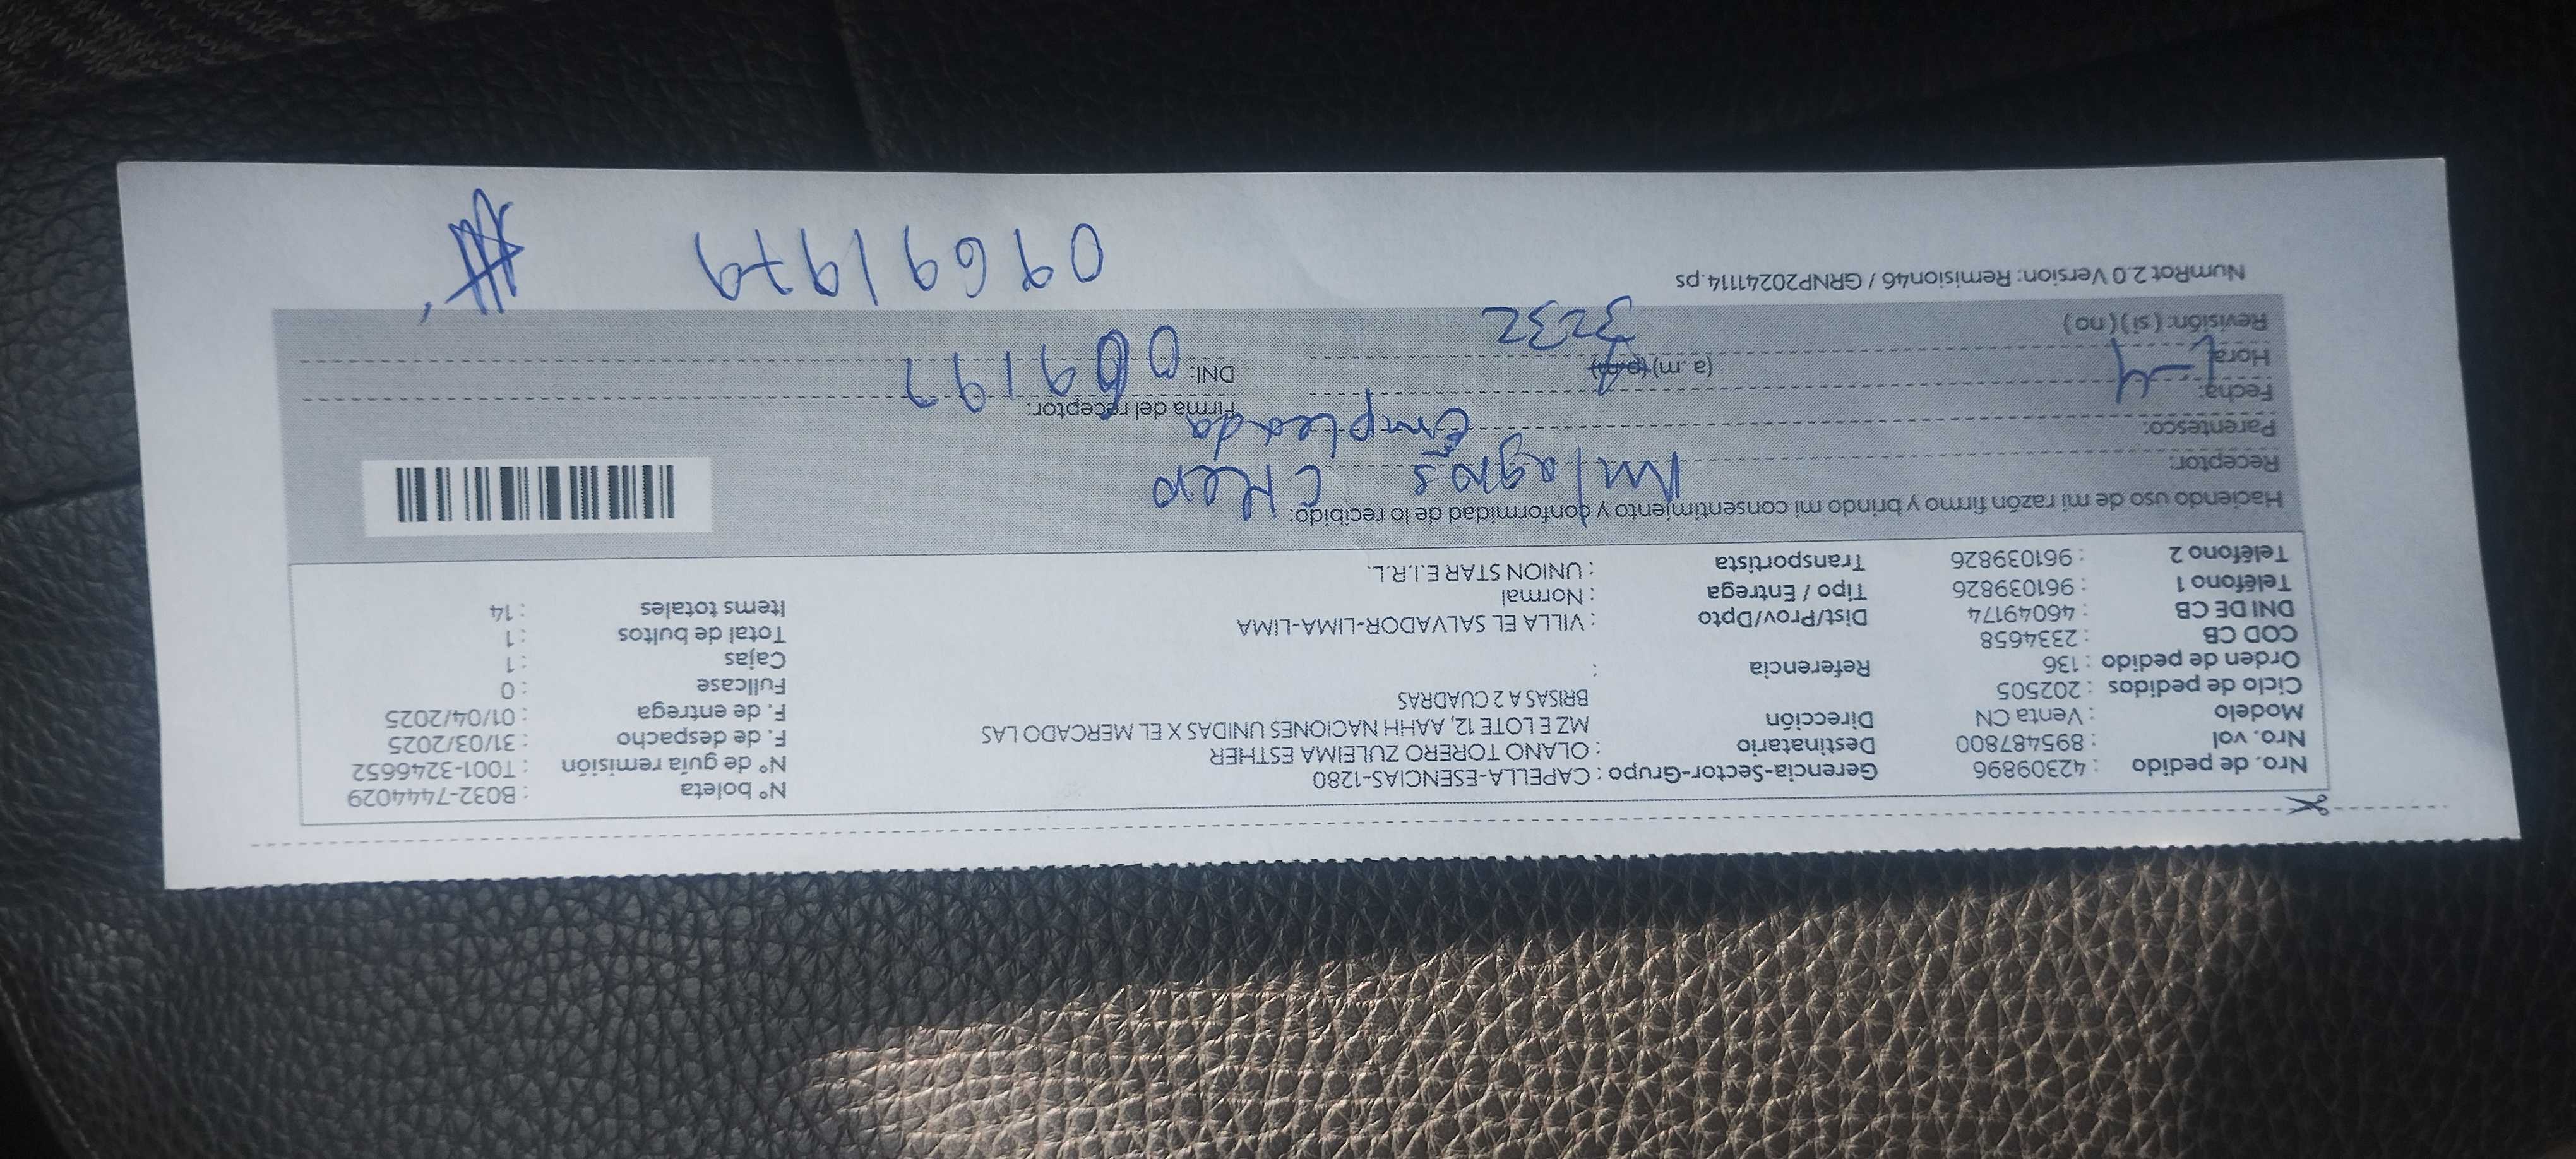 Nro. de pedido : 42309896 Gerencia-Sector-Grupo : CAPELLA-ESENCIAS-1280 N° boleta : B032-7444029
Nro. vol : 895487800 Destinatario : OLANO TORERO ZULEIMA ESTHER N° de guía remisión : T001-3246652
Modelo : Venta CN Dirección MZ E LOTE 12, AAHH NACIONES UNIDAS X EL MERCADO LAS F. de despacho : 31/03/2025
Ciclo de pedidos : 202505 BRISAS A 2 CUADRAS F. de entrega : 01/04/2025
Orden de pedido : 136 Referencia : Fullcase : 0
COD CB : 2334658 Cajas : 1
DNI DE CB : 46049174 Dist/Prov/Dpto : VILLA EL SALVADOR-LIMA-LIMA Total de bultos : 1
Teléfono 1 : 961039826 Tipo / Entrega : Normal Items totales : 14
Teléfono 2 : 961039826 Transportista : UNION STAR E.I.R.L.
Haciendo uso de mi razón firmo y brindo mi consentimiento y conformidad de lo recibido:
Receptor: Milagros
Parentesco: Empleada
Fecha: 1-4 Firma del receptor:
Hora: (a .m) (p.m) DNI:
Revisión: (si) (no) 3232
NumRot 2.0 Version: Remision46 / GRNP20241114.ps
09691979